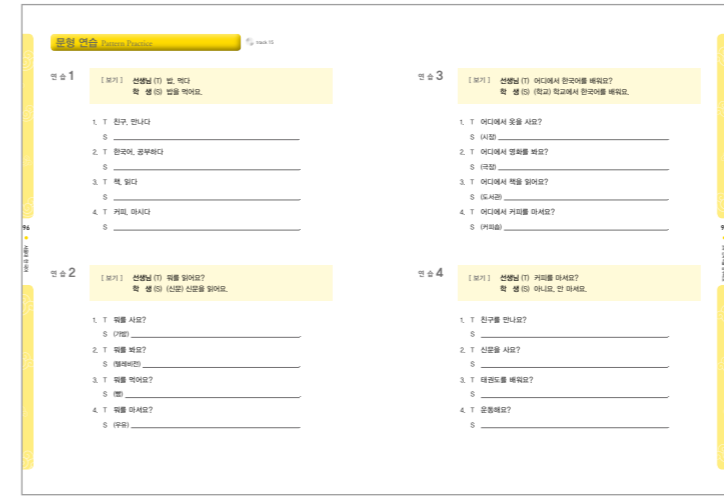 문형 연습 Pattern Practice
track 15
연 습 1
[ 보기 ] 선생님 (T) 밥, 먹다
학 생 (S) 밥을 먹어요.
1. T 친구, 만나다
S
2. T 한국어, 공부하다
S
3. T 책, 읽다
S
4. T 커피, 마시다
S
연 습 2
[ 보기 ] 선생님 (T) 뭐를 읽어요?
학 생 (S) (신문) 신문을 읽어요.
1. T 뭐를 사요?
S (가방)
2. T 뭐를 봐요?
S (텔레비전)
3. T 뭐를 먹어요?
S (빵)
4. T 뭐를 마셔요?
S (우유)
96
연 습 3
[ 보기 ] 선생님 (T) 어디에서 한국어를 배워요?
학 생 (S) (학교) 학교에서 한국어를 배워요.
1. T 어디에서 옷을 사요?
S (시장)
2. T 어디에서 영화를 봐요?
S (극장)
3. T 어디에서 책을 읽어요?
S (도서관)
4. T 어디에서 커피를 마셔요?
S (커피숍)
연 습 4
[ 보기 ] 선생님 (T) 커피를 마셔요?
학 생 (S) 아니요, 안 마셔요.
1. T 친구를 만나요?
S
2. T 신문을 사요?
S
3. T 태권도를 배워요?
S
4. T 운동해요?
S